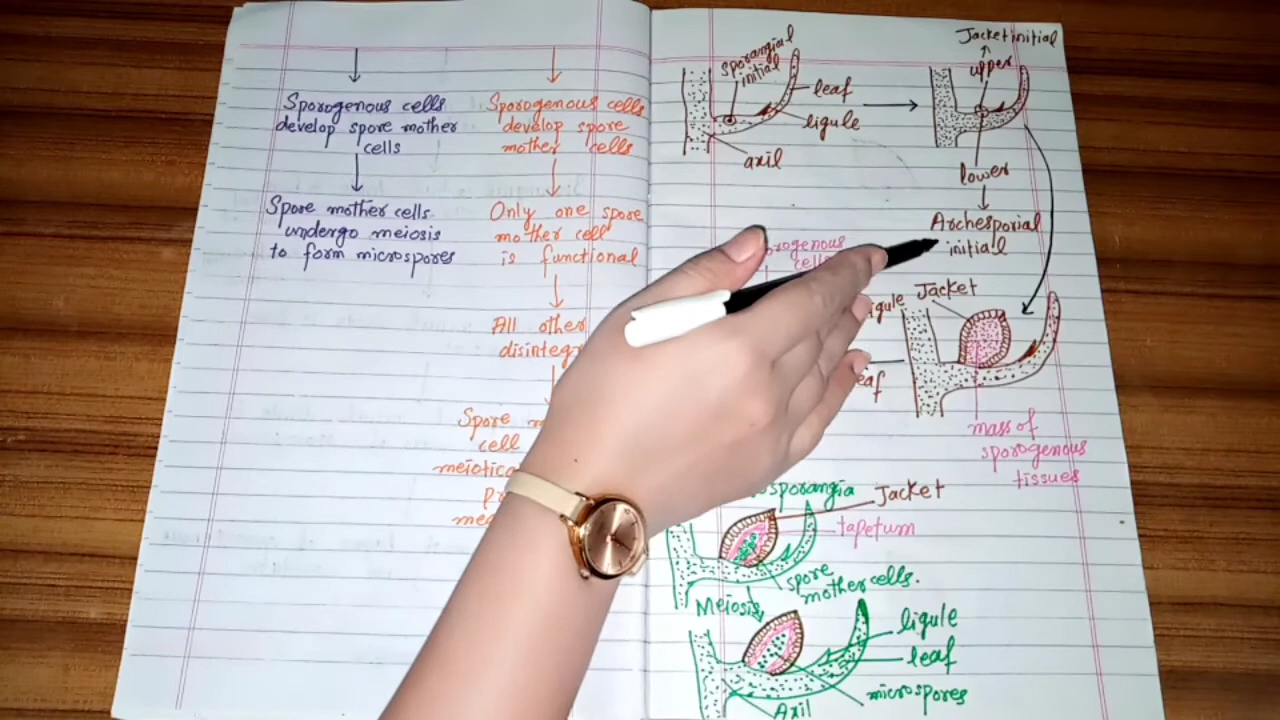 Sporogenous cells
develop spore mother
cells
Spore mother cells
undergo meiosis
to form microspores
Sporogenous cells
develop spore
mother cells
Only one spore
mother cell
is functional
All other
Spore
cell
sporangial
initial
leaf
ligule
axil
Jacket initial
upper
lower
Archesporial
initial
Jacket
mass of
sporogenous
tissues
Jacket
tapetum
spore
mother cells.
Meiosis
ligule
leaf
microspores
Axil